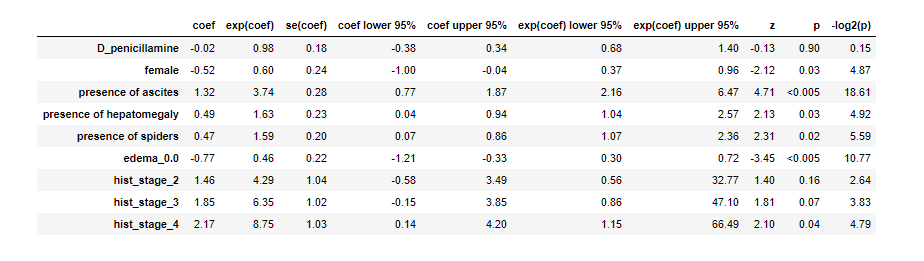 coef exp(coef) se(coef) coef lower 95% coef upper 95% exp(coef) lower 95% exp(coef) upper 95% z p -log2(p)
D_penicillamine -0.02 0.98 0.18 -0.38 0.34 0.68 1.40 -0.13 0.90 0.15
female -0.52 0.60 0.24 -1.00 -0.04 0.37 0.96 -2.12 0.03 4.87
presence of ascites 1.32 3.74 0.28 0.77 1.87 2.16 6.47 4.71 <0.005 18.61
presence of hepatomegaly 0.49 1.63 0.23 0.04 0.94 1.04 2.57 2.13 0.03 4.92
presence of spiders 0.47 1.59 0.20 0.07 0.86 1.07 2.36 2.31 0.02 5.59
edema_0.0 -0.77 0.46 0.22 -1.21 -0.33 0.30 0.72 -3.45 <0.005 10.77
hist_stage_2 1.46 4.29 1.04 -0.58 3.49 0.56 32.77 1.40 0.16 2.64
hist_stage_3 1.85 6.35 1.02 -0.15 3.85 0.86 47.10 1.81 0.07 3.83
hist_stage_4 2.17 8.75 1.03 0.14 4.20 1.15 66.49 2.10 0.04 4.79